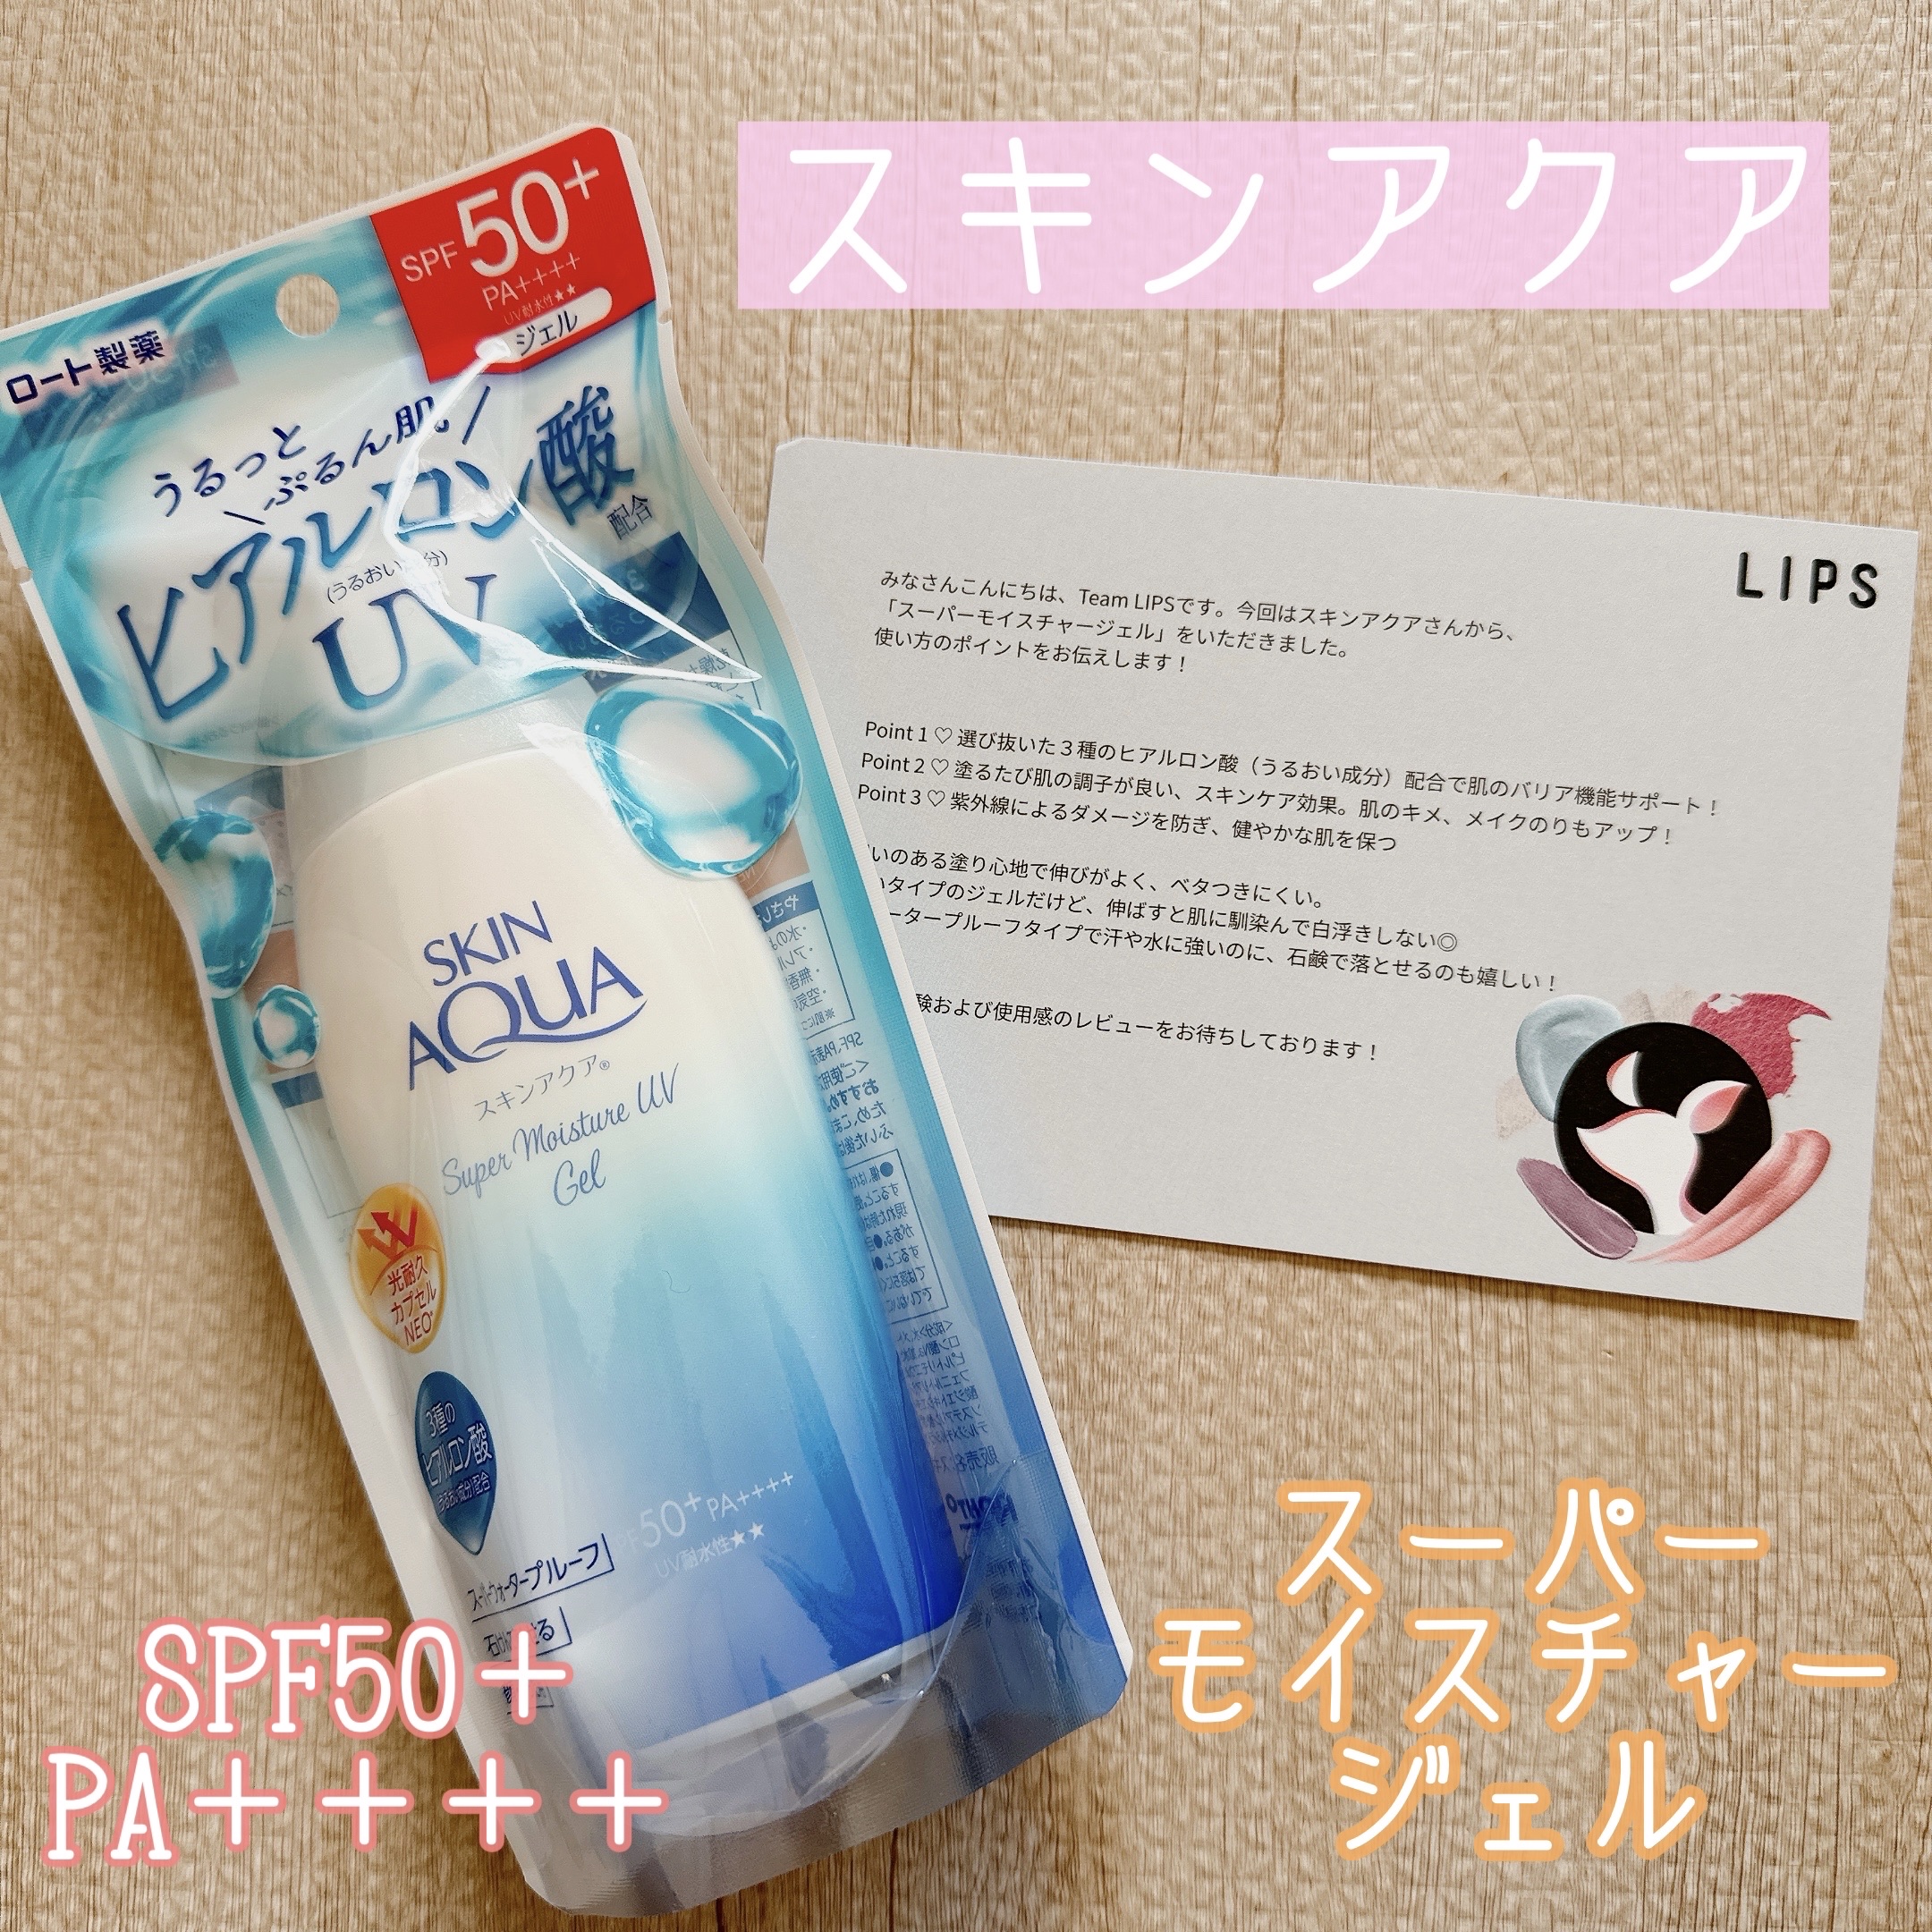 スキンアクア
SPF 50+
PA++++
UV耐水性★★
ジェル
ロート製薬
うるっと
ぷるん肌
ヒアルロン酸
配合
UV
SKIN
AQUA
スキンアクア®
Super Moisture UV
Gel
光耐久
カプセル
NEO
3種の
ヒアルロン酸
(うるおい成分)配合
50+ PA++++
UV耐水性★★
スーパーウォータープルーフ
LIPS
みなさんこんにちは、Team LIPSです。今回はスキンアクアさんから、
「スーパーモイスチャージェル」をいただきました。
使い方のポイントをお伝えします！
Point 1 ♡ 選び抜いた３種のヒアルロン酸（うるおい成分）配合で肌のバリア機能サポート！
Point 2 ♡ 塗るたび肌の調子が良い、スキンケア効果。肌のキメ、メイクのりもアップ！
Point 3 ♡ 紫外線によるダメージを防ぎ、健やかな肌を保つ
いのある塗り心地で伸びがよく、ベタつきにくい。
いタイプのジェルだけど、伸ばすと肌に馴染んで白浮きしない◎
ータープルーフタイプで汗や水に強いのに、石鹸で落とせるのも嬉しい！
験および使用感のレビューをお待ちしております！
スーパー
モイスチャー
ジェル
SPF50＋
PA＋＋＋＋